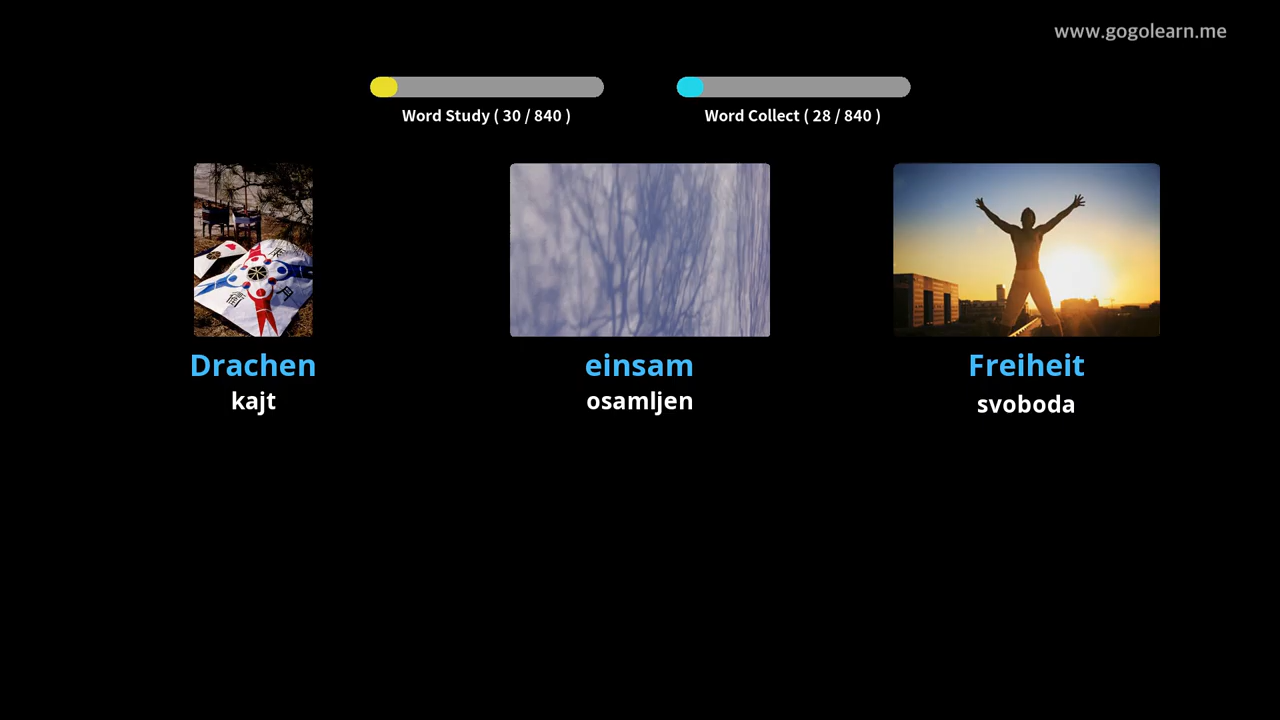 www.gogolearn.me
Word Study ( 30 / 840 )
Word Collect ( 28 / 840 )
Drachen
kajt
einsam
osamljen
Freiheit
svoboda